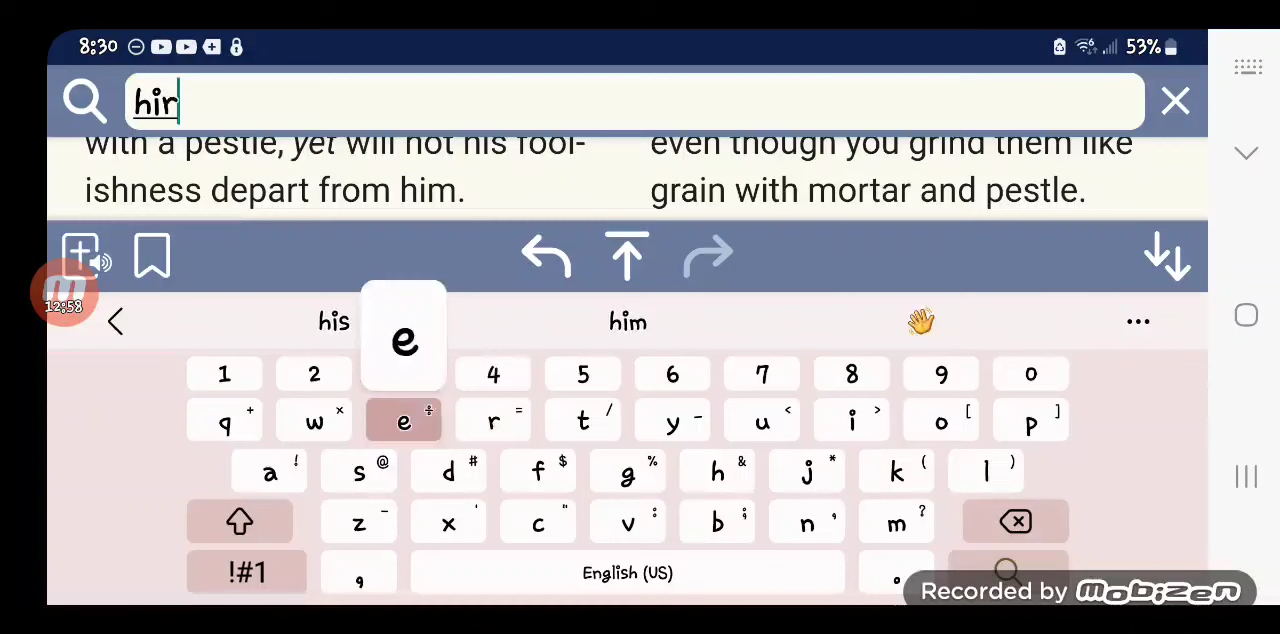 8:30
53%
hir
with a pestle, yet will not his fool-
ishness depart from him.
even though you grind them like
grain with mortar and pestle.
12:58
his
him
👋
...
e
1 2 4 5 6 7 8 9 0
q + w × e ÷ r = t / y - u < i > o [ p ]
a ! s @ d # f $ g % h & j * k ( l )
z - x ' c " v : b ; n , m ?
!#1 , English (US) .
Recorded by mobizen